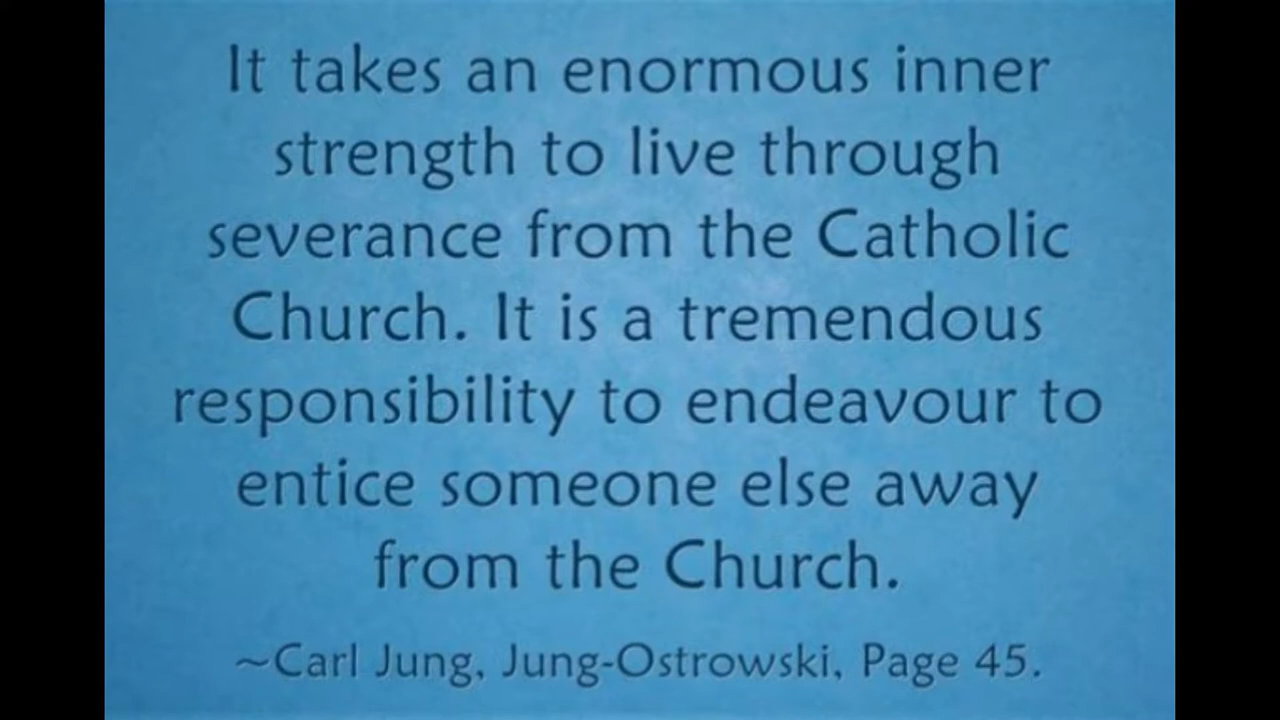 It takes an enormous inner
strength to live through
severance from the Catholic
Church. It is a tremendous
responsibility to endeavour to
entice someone else away
from the Church.
~Carl Jung, Jung-Ostrowski, Page 45.